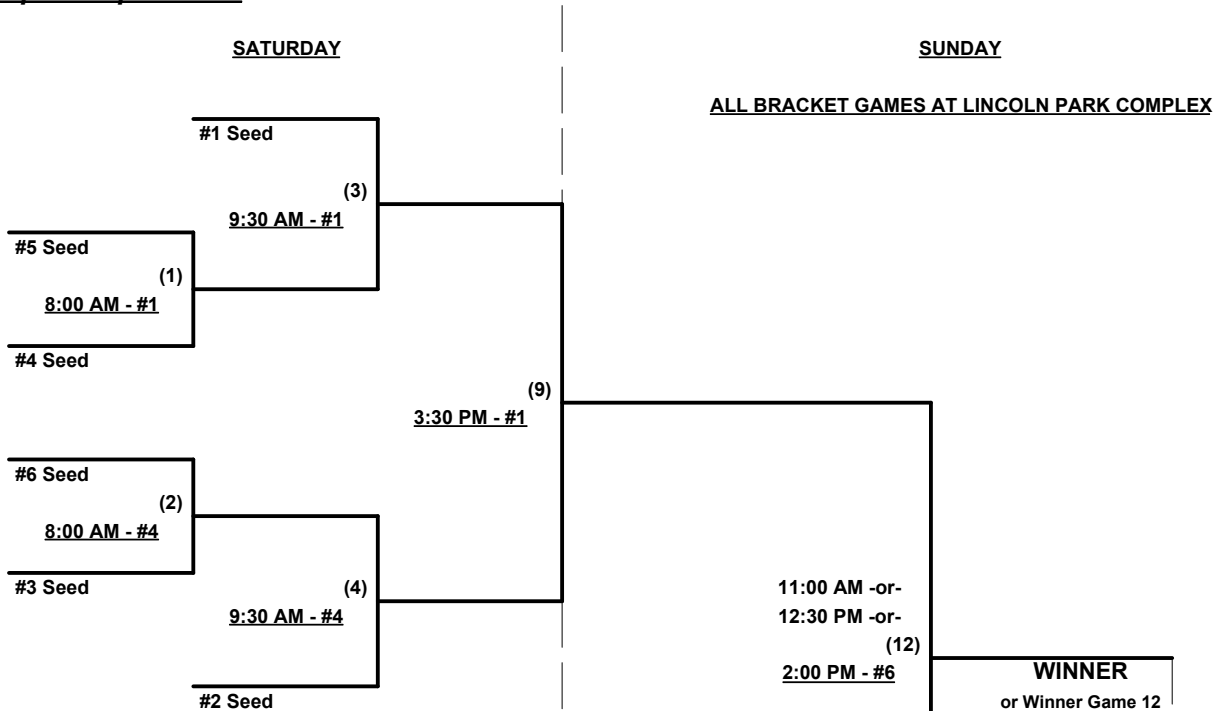 SATURDAY
SUNDAY
ALL BRACKET GAMES AT LINCOLN PARK COMPLEX
#1 Seed
(3)
9:30 AM - #1
#5 Seed
(1)
8:00 AM - #1
#4 Seed
(9)
3:30 PM - #1
#6 Seed
(2)
8:00 AM - #4
#3 Seed
(4)
9:30 AM - #4
#2 Seed
11:00 AM -or-
12:30 PM -or-
(12)
2:00 PM - #6
WINNER
or Winner Game 12